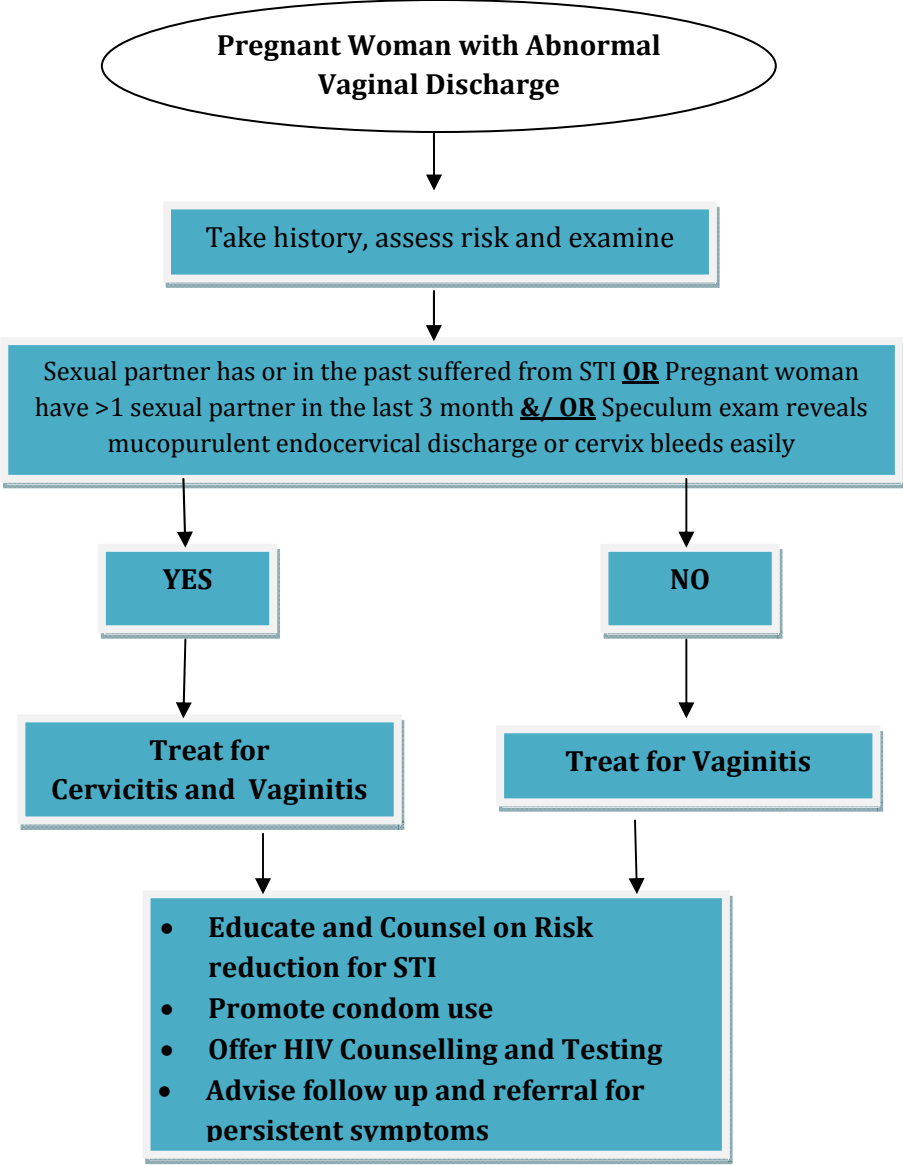 Pregnant Woman with Abnormal
Vaginal Discharge
Take history, assess risk and examine
Sexual partner has or in the past suffered from STI OR Pregnant woman
have >1 sexual partner in the last 3 month &/ OR Speculum exam reveals
mucopurulent endocervical discharge or cervix bleeds easily
YES
NO
Treat for
Cervicitis and Vaginitis
Treat for Vaginitis
• Educate and Counsel on Risk
reduction for STI
• Promote condom use
• Offer HIV Counselling and Testing
• Advise follow up and referral for
persistent symptoms